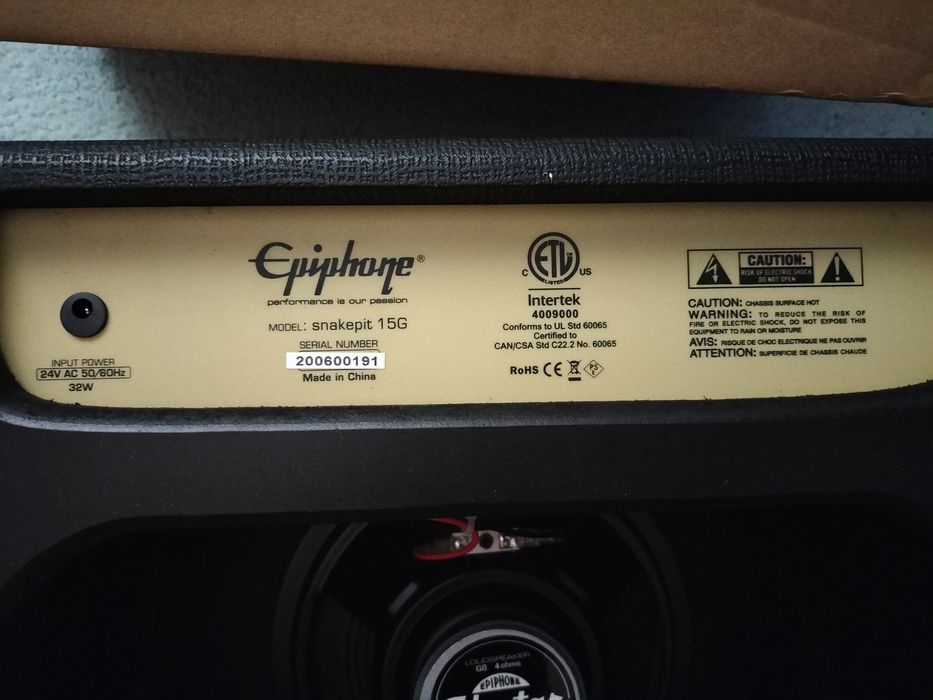 Epiphone®
performance is our passion
MODEL: snakepit 15G
SERIAL NUMBER
200600191
Made in China
INPUT POWER
24V AC 50/60Hz
32W
C ETL US
LISTED
Intertek
4009000
Conforms to UL Std 60065
Certified to
CAN/CSA Std C22.2 No. 60065
RoHS CE PS E
CAUTION:
RISK OF ELECTRIC SHOCK
DO NOT OPEN
CAUTION: CHASSIS SURFACE HOT
WARNING: TO REDUCE THE RISK OF
FIRE OR ELECTRIC SHOCK, DO NOT EXPOSE THIS
EQUIPMENT TO RAIN OR MOISTURE
AVIS: RISQUE DE CHOC ELECTRIQUE NE PAS OUVRIR
ATTENTION: SUPERFICIE DE CHASSIS CHAUDE
LOUDSPEAKER
G8 4 ohms
EPIPHONE